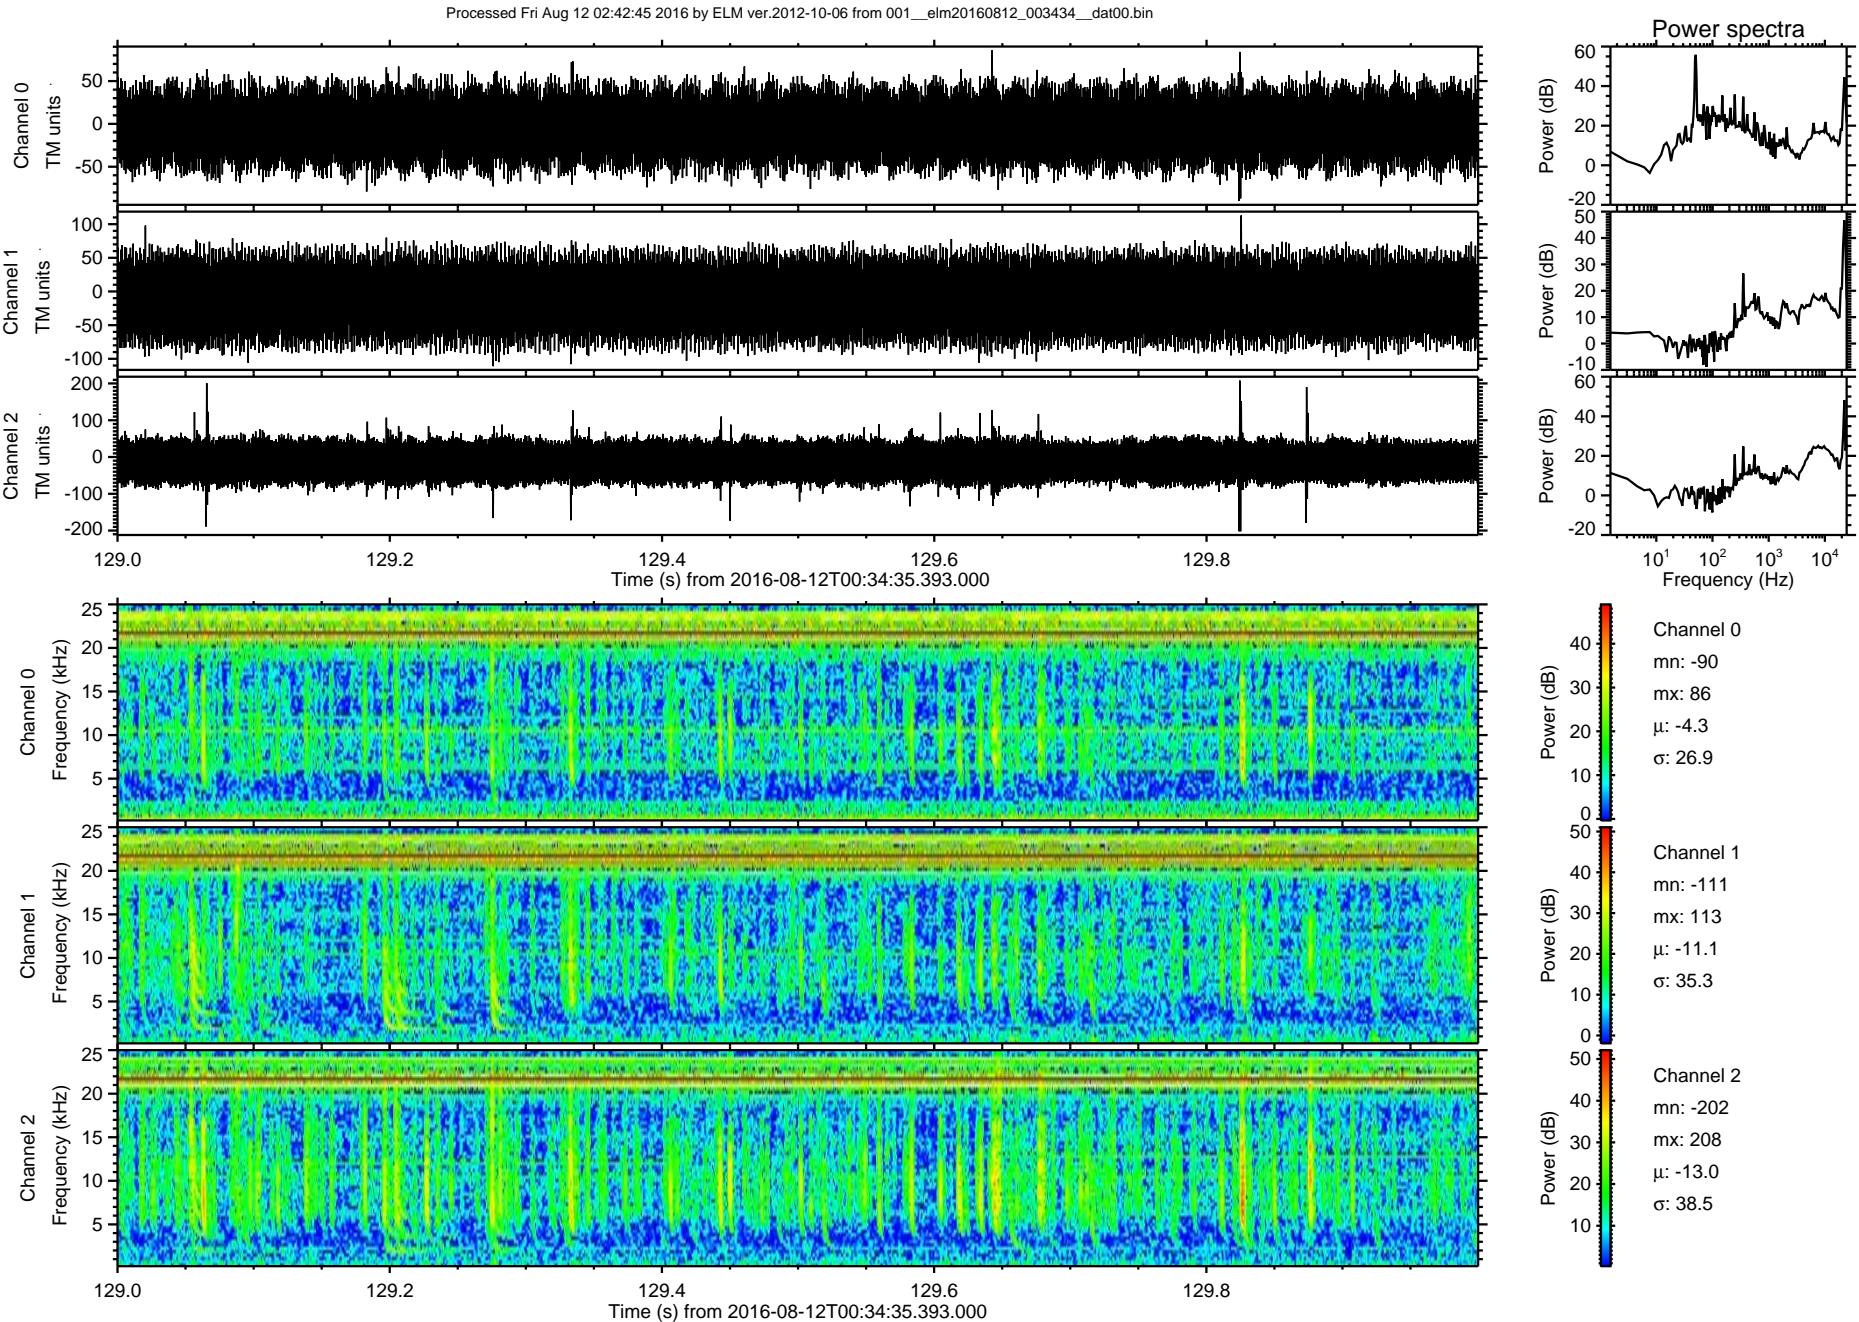 Processed Fri Aug 12 02:42:45 2016 by ELM ver.2012-10-06 from 001__elm20160812_003434__dat00.bin
Power spectra
Channel 0
TM units
50
0
-50
Power (dB)
60
40
20
0
-20
Channel 1
TM units
100
50
0
-50
-100
Power (dB)
50
40
30
20
10
0
-10
Channel 2
TM units
200
100
0
-100
-200
Power (dB)
60
40
20
0
-20
129.0 129.2 129.4 129.6 129.8
Time (s) from 2016-08-12T00:34:35.393.000
10^1 10^2 10^3 10^4
Frequency (Hz)
Channel 0
Frequency (kHz)
25
20
15
10
5
Power (dB)
40
30
20
10
0
Channel 0
mn: -90
mx: 86
μ: -4.3
σ: 26.9
Channel 1
Frequency (kHz)
25
20
15
10
5
Power (dB)
50
40
30
20
10
0
Channel 1
mn: -111
mx: 113
μ: -11.1
σ: 35.3
Channel 2
Frequency (kHz)
25
20
15
10
5
Power (dB)
50
40
30
20
10
Channel 2
mn: -202
mx: 208
μ: -13.0
σ: 38.5
129.0 129.2 129.4 129.6 129.8
Time (s) from 2016-08-12T00:34:35.393.000